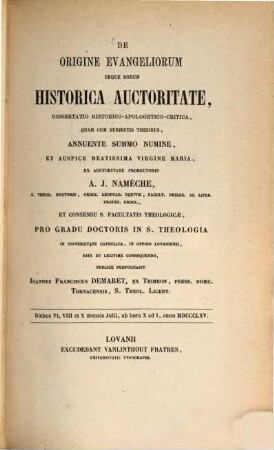 DE
ORIGINE EVANGELIORUM
DEQUE EORUM
HISTORICA AUCTORITATE,
DISSERTATIO HISTORICO-APOLOGETICO-CRITICA,
QUAM CUM SUBJECTIS THESIBUS,
ANNUENTE SUMMO NUMINE,
ET AUSPICE BEATISSIMA VIRGINE MARIA,
EX AUCTORITATE PRORECTORIS
A. J. NAMÈCHE,
S. THEOL. DOCTORIS, ORDIN. LEOPOLD. EQUITIS, FACULT. PHILOS. AC LITER.
PROFES. ORDIN.,
ET CONSENSU S. FACULTATIS THEOLOGICÆ,
PRO GRADU DOCTORIS IN S. THEOLOGIA
IN UNIVERSITATE CATHOLICA, IN OPPIDO LOVANIENSI,
RITE ET LEGITIME CONSEQUENDO,
PUBLICE PROPUGNABIT
JOANNES FRANCISCUS DEMARET, EX THIMION, PRESB. DIOEC.
TORNACENSIS, S. THEOL. LICENT.
Diebus VI, VIII et X mensis Julii, ab hora X ad I, anno MDCCCLXV.
LOVANII
EXCUDEBANT VANLINTHOUT FRATRES,
UNIVERSITATIS TYPOGRAPHI.